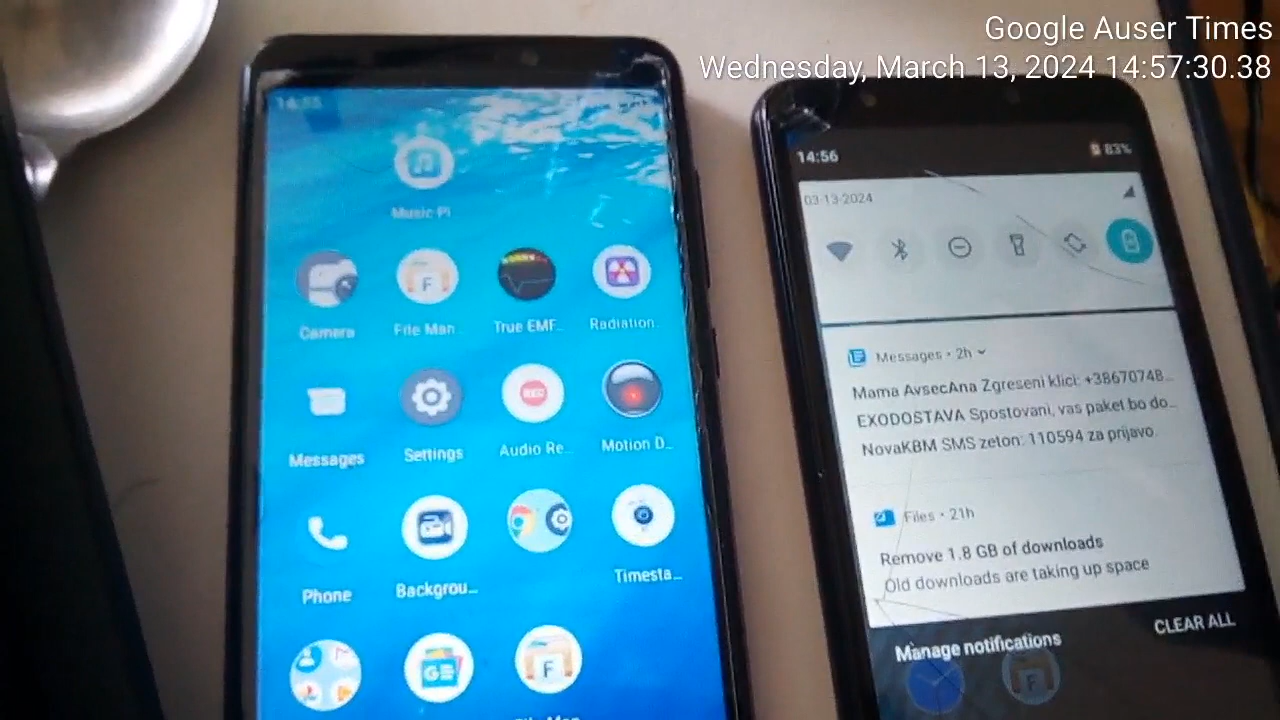 Google Auser Times
Wednesday, March 13, 2024 14:57:30.38
14:55
Music Pl
Camera
File Man..
True EMF..
Radiation..
Messages
Settings
Audio Re..
Motion D..
Phone
Backgrou...
Timesta...
14:56
83%
03-13-2024
Messages • 2h
Mama AvsecAna Zgreseni klici: +38670748...
EXODOSTAVA Spostovani, vas paket bo do...
NovaKBM SMS zeton: 110594 za prijavo.
Files • 21h
Remove 1.8 GB of downloads
Old downloads are taking up space
Manage notifications
CLEAR ALL